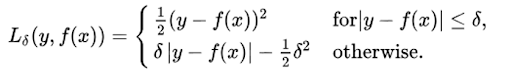 L_δ(y, f(x)) = { ½(y − f(x))² for|y − f(x)| ≤ δ,
δ|y − f(x)| − ½δ² otherwise.